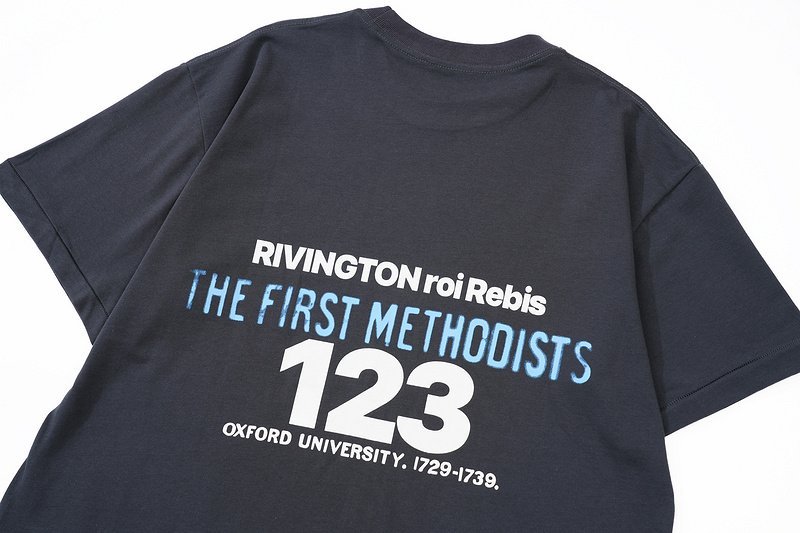 RIVINGTON roi Rebis
THE FIRST METHODISTS
123
OXFORD UNIVERSITY. 1729-1739.